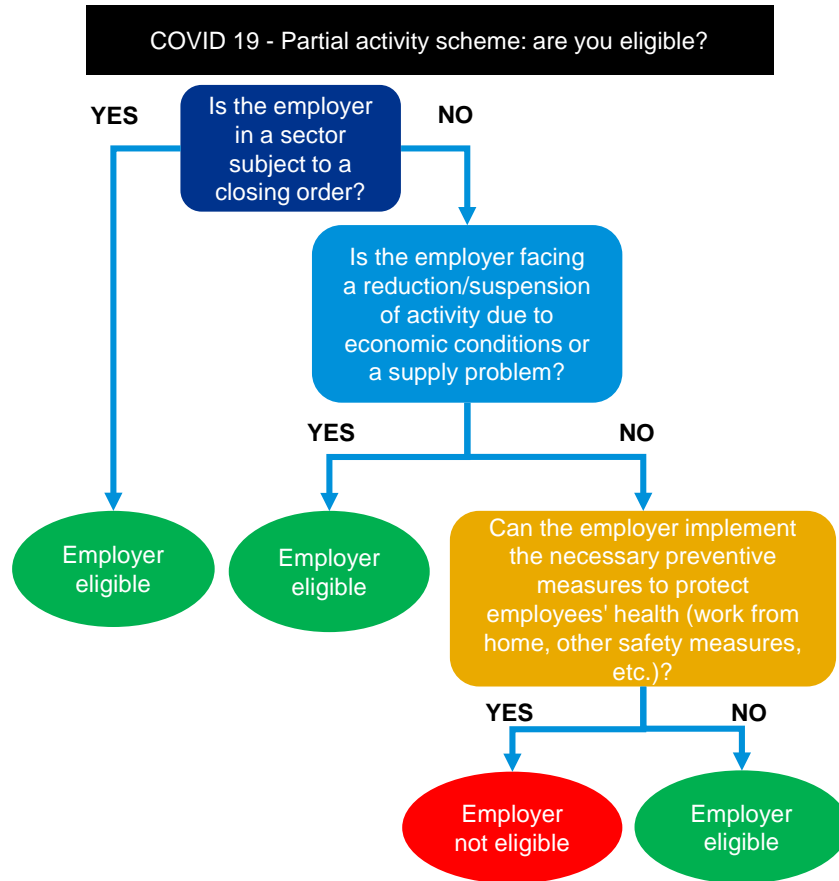 COVID 19 - Partial activity scheme: are you eligible?
YES
Is the employer
in a sector
subject to a
closing order?
NO
Is the employer facing
a reduction/suspension
of activity due to
economic conditions or
a supply problem?
YES
NO
Employer
eligible
Employer
eligible
Can the employer implement
the necessary preventive
measures to protect
employees' health (work from
home, other safety measures,
etc.)?
YES
NO
Employer
not eligible
Employer
eligible